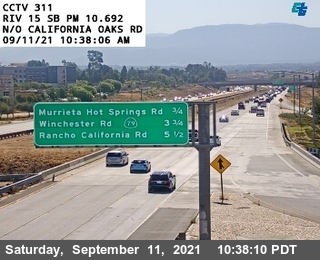 CCTV 311
RIV 15 SB PM 10.692
N/O CALIFORNIA OAKS RD
09/11/21 10:38:06 AM
Murrieta Hot Springs Rd 3/4
Winchester Rd 79 3 3/4
Rancho California Rd 5 1/2
Saturday, September 11, 2021 10:38:10 PDT